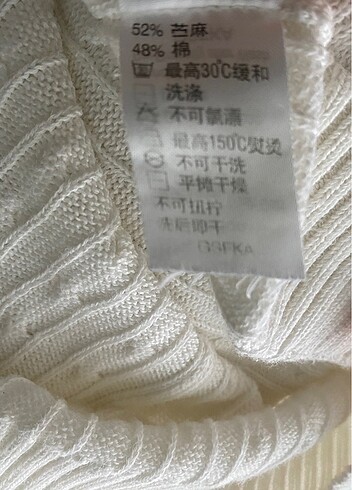 52% 苎麻
48% 棉
最高30℃缓和
洗涤
不可氯漂
最高150℃熨烫
不可干洗
平摊干燥
不可扭拧
洗后即干